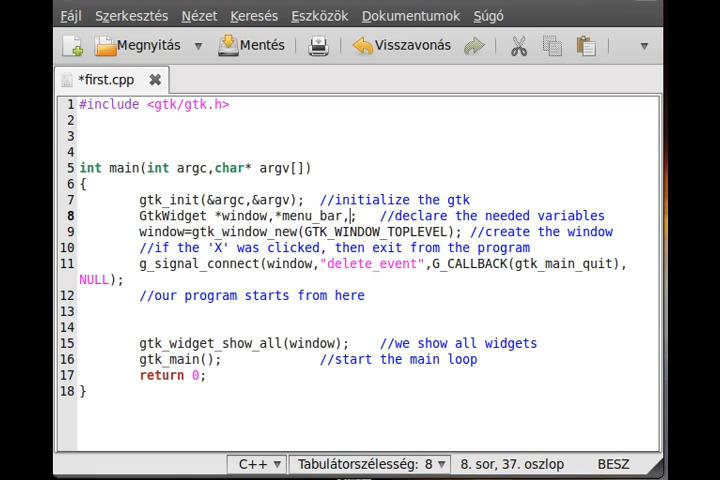 Fájl Szerkesztés Nézet Keresés Eszközök Dokumentumok Súgó
Megnyitás Mentés Visszavonás
*first.cpp
1 #include <gtk/gtk.h>
2
3
4
5 int main(int argc,char* argv[])
6 {
7 gtk_init(&argc,&argv); //initialize the gtk
8 GtkWidget *window,*menu_bar,; //declare the needed variables
9 window=gtk_window_new(GTK_WINDOW_TOPLEVEL); //create the window
10 //if the 'X' was clicked, then exit from the program
11 g_signal_connect(window,"delete_event",G_CALLBACK(gtk_main_quit),
NULL);
12 //our program starts from here
13
14
15 gtk_widget_show_all(window); //we show all widgets
16 gtk_main(); //start the main loop
17 return 0;
18 }
C++ Tabulátorszélesség: 8 8. sor, 37. oszlop BESZ